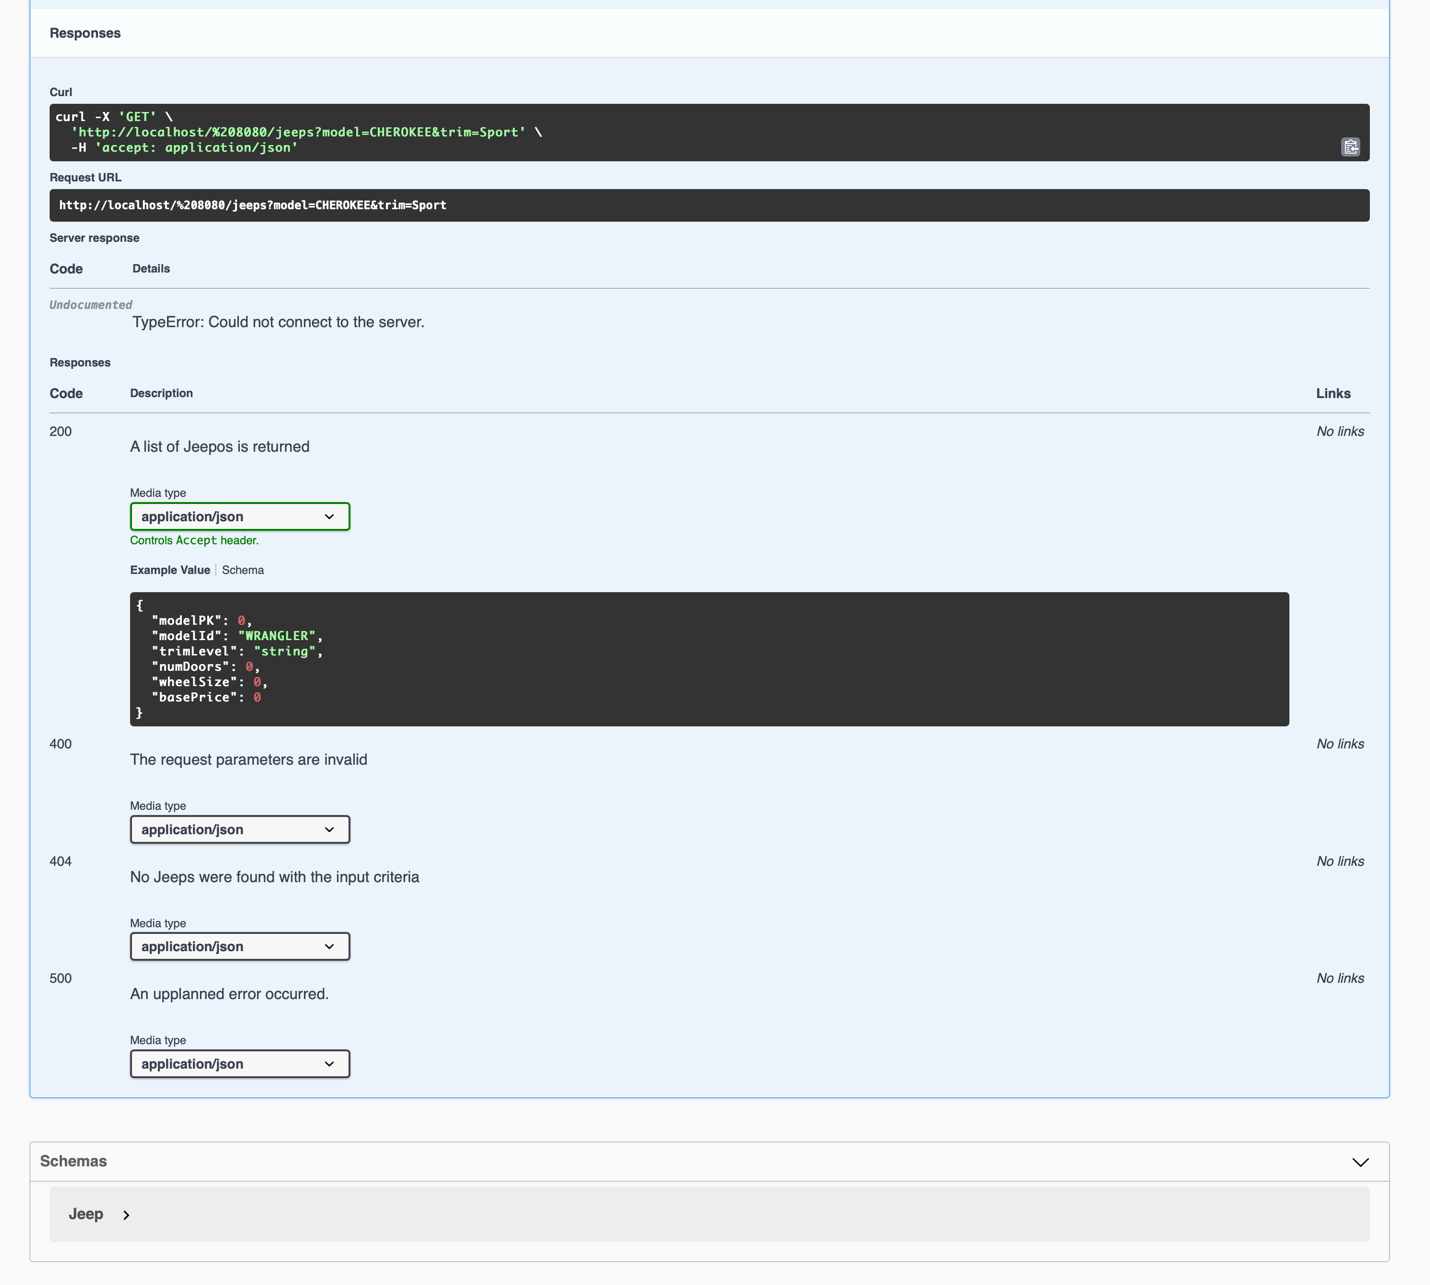 Responses
Curl
curl -X 'GET' \
'http://localhost/%208080/jeeps?model=CHEROKEE&trim=Sport' \
-H 'accept: application/json'
Request URL
http://localhost/%208080/jeeps?model=CHEROKEE&trim=Sport
Server response
Code Details
Undocumented
TypeError: Could not connect to the server.
Responses
Code Description Links
200 No links
A list of Jeepos is returned
Media type
application/json
Controls Accept header.
Example Value Schema
{
"modelPK": 0,
"modelId": "WRANGLER",
"trimLevel": "string",
"numDoors": 0,
"wheelSize": 0,
"basePrice": 0
}
400 No links
The request parameters are invalid
Media type
application/json
404 No links
No Jeeps were found with the input criteria
Media type
application/json
500 No links
An upplanned error occurred.
Media type
application/json
Schemas
Jeep